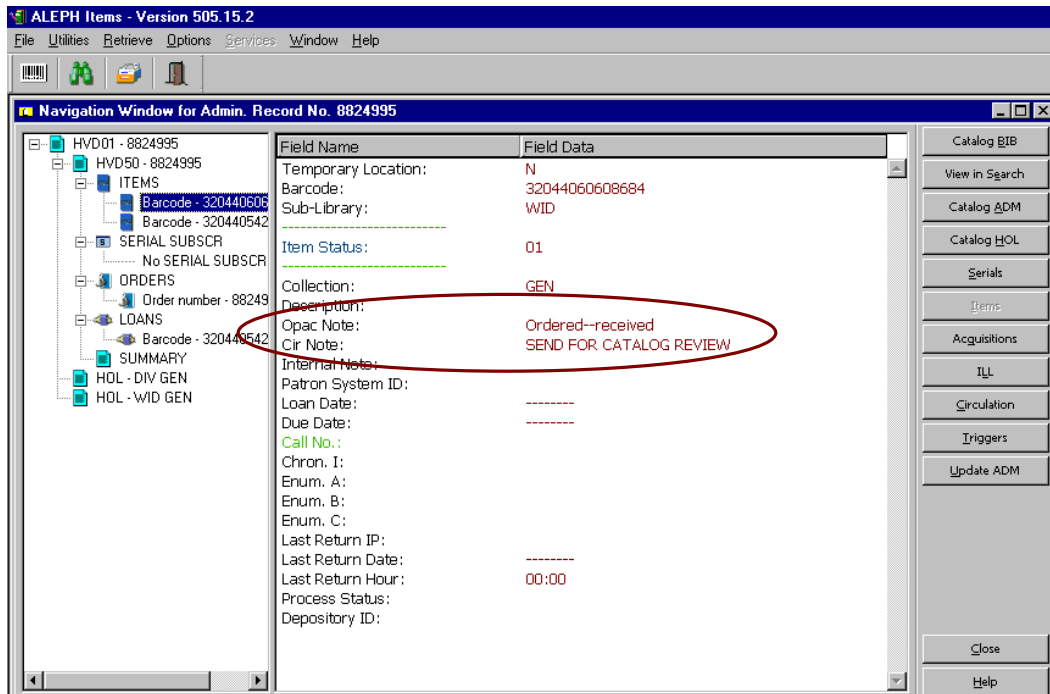 ALEPH Items - Version 505.15.2
File Utilities Retrieve Options Services Window Help
Navigation Window for Admin. Record No. 8824995
HVD01 - 8824995
HVD50 - 8824995
ITEMS
Barcode - 320440606
Barcode - 320440542
SERIAL SUBSCR
No SERIAL SUBSCR
ORDERS
Order number - 88249
LOANS
Barcode - 320440542
SUMMARY
HOL - DIV GEN
HOL - WID GEN
Field Name Field Data
Temporary Location: N
Barcode: 32044060608684
Sub-Library: WID
---------------------------
Item Status: 01
---------------------------
Collection: GEN
Description:
Opac Note: Ordered--received
Cir Note: SEND FOR CATALOG REVIEW
Internal Note:
Patron System ID:
Loan Date: --------
Due Date: --------
Call No.:
Chron. I:
Enum. A:
Enum. B:
Enum. C:
Last Return IP:
Last Return Date: --------
Last Return Hour: 00:00
Process Status:
Depository ID:
Catalog BIB
View in Search
Catalog ADM
Catalog HOL
Serials
Items
Acquisitions
ILL
Circulation
Triggers
Update ADM
Close
Help